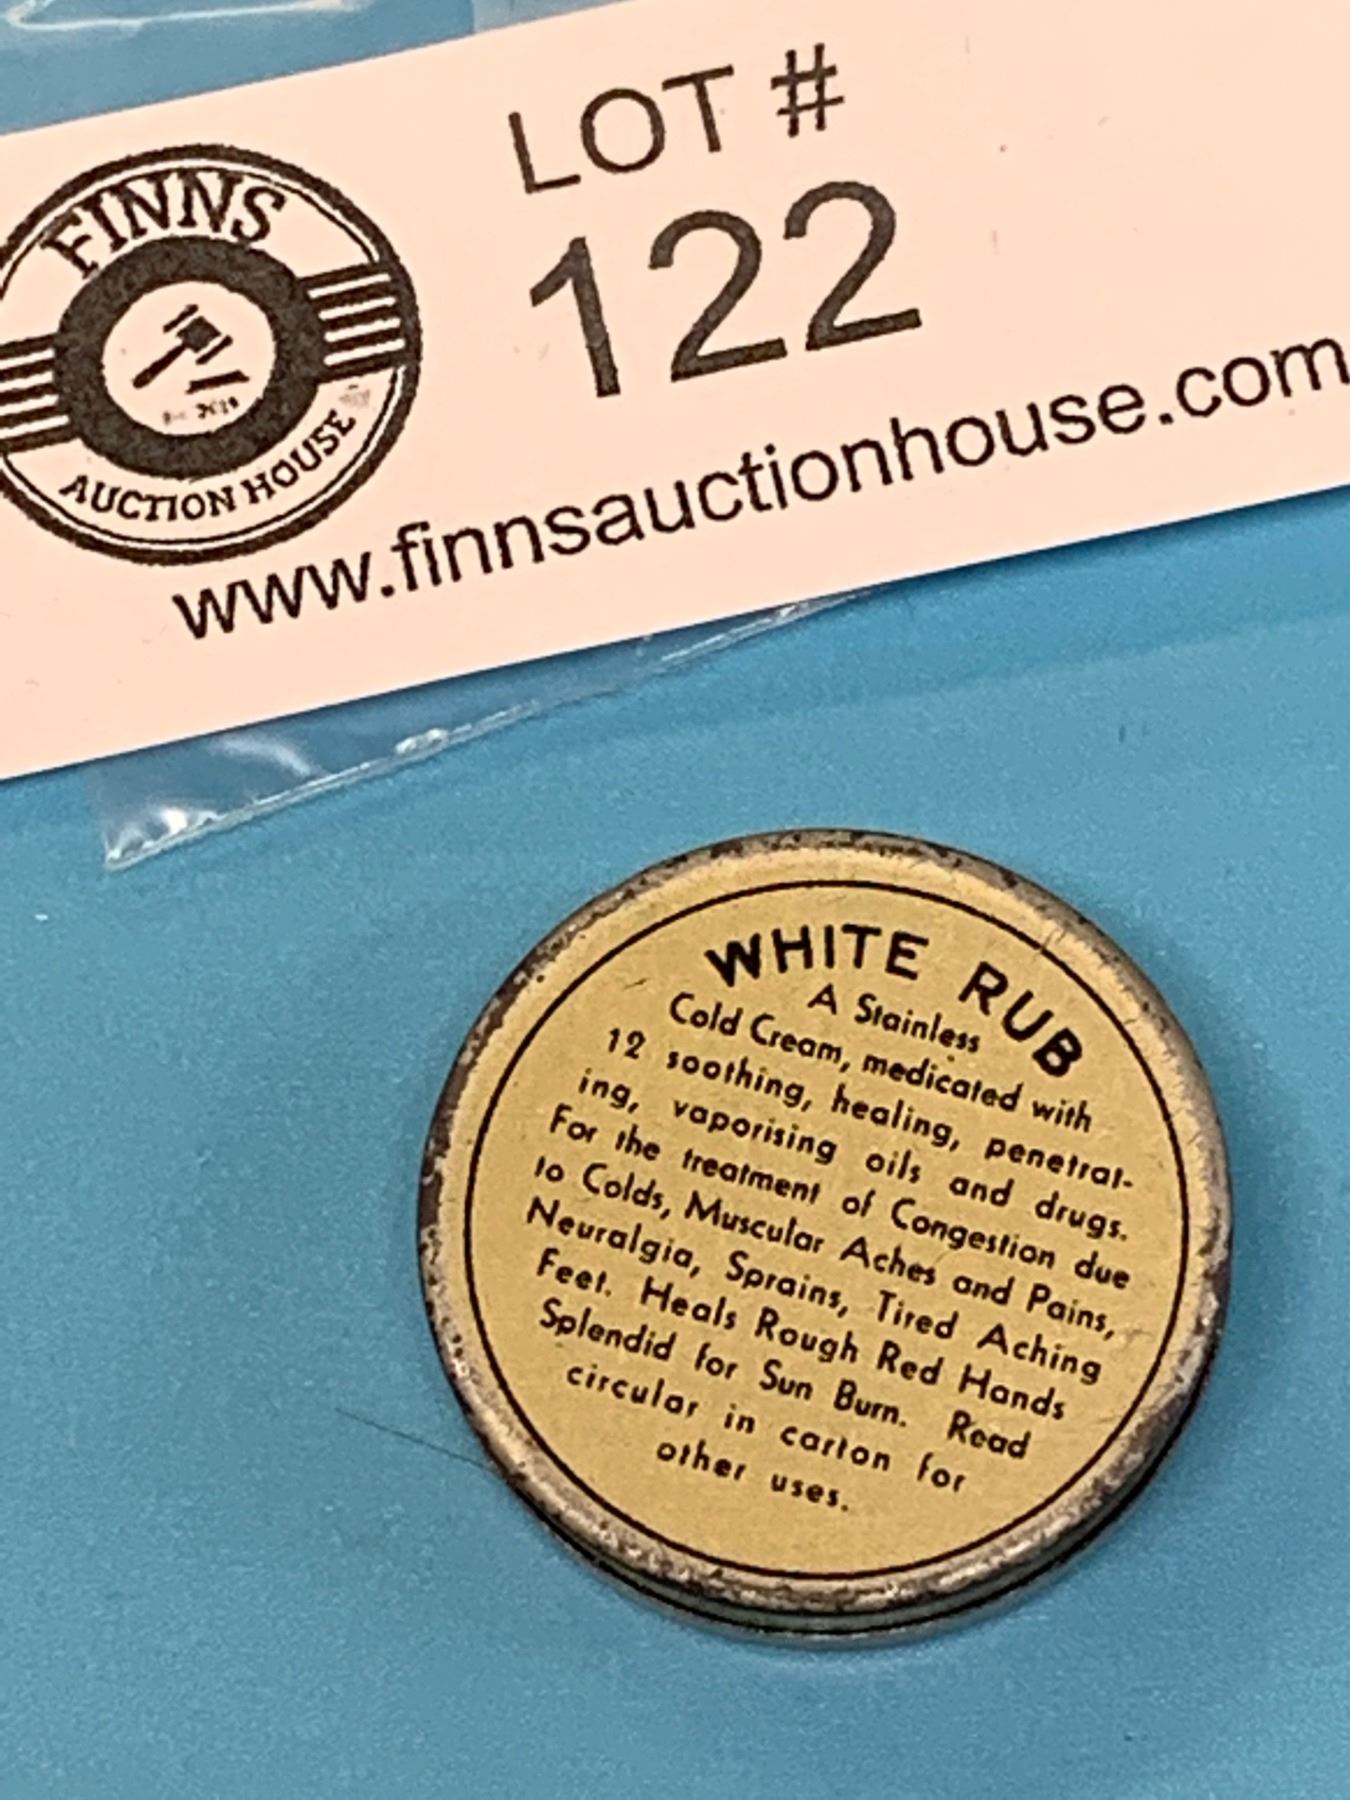 LOT #
122
FINNS
AUCTION HOUSE
www.finnsauctionhouse.com
WHITE RUB
A Stainless
Cold Cream, medicated with
12 soothing, healing, penetrat-
ing, vaporising oils and drugs.
For the treatment of Congestion due
to Colds, Muscular Aches and Pains,
Neuralgia, Sprains, Tired Aching
Feet. Heals Rough Red Hands
Splendid for Sun Burn. Read
circular in carton for
other uses.